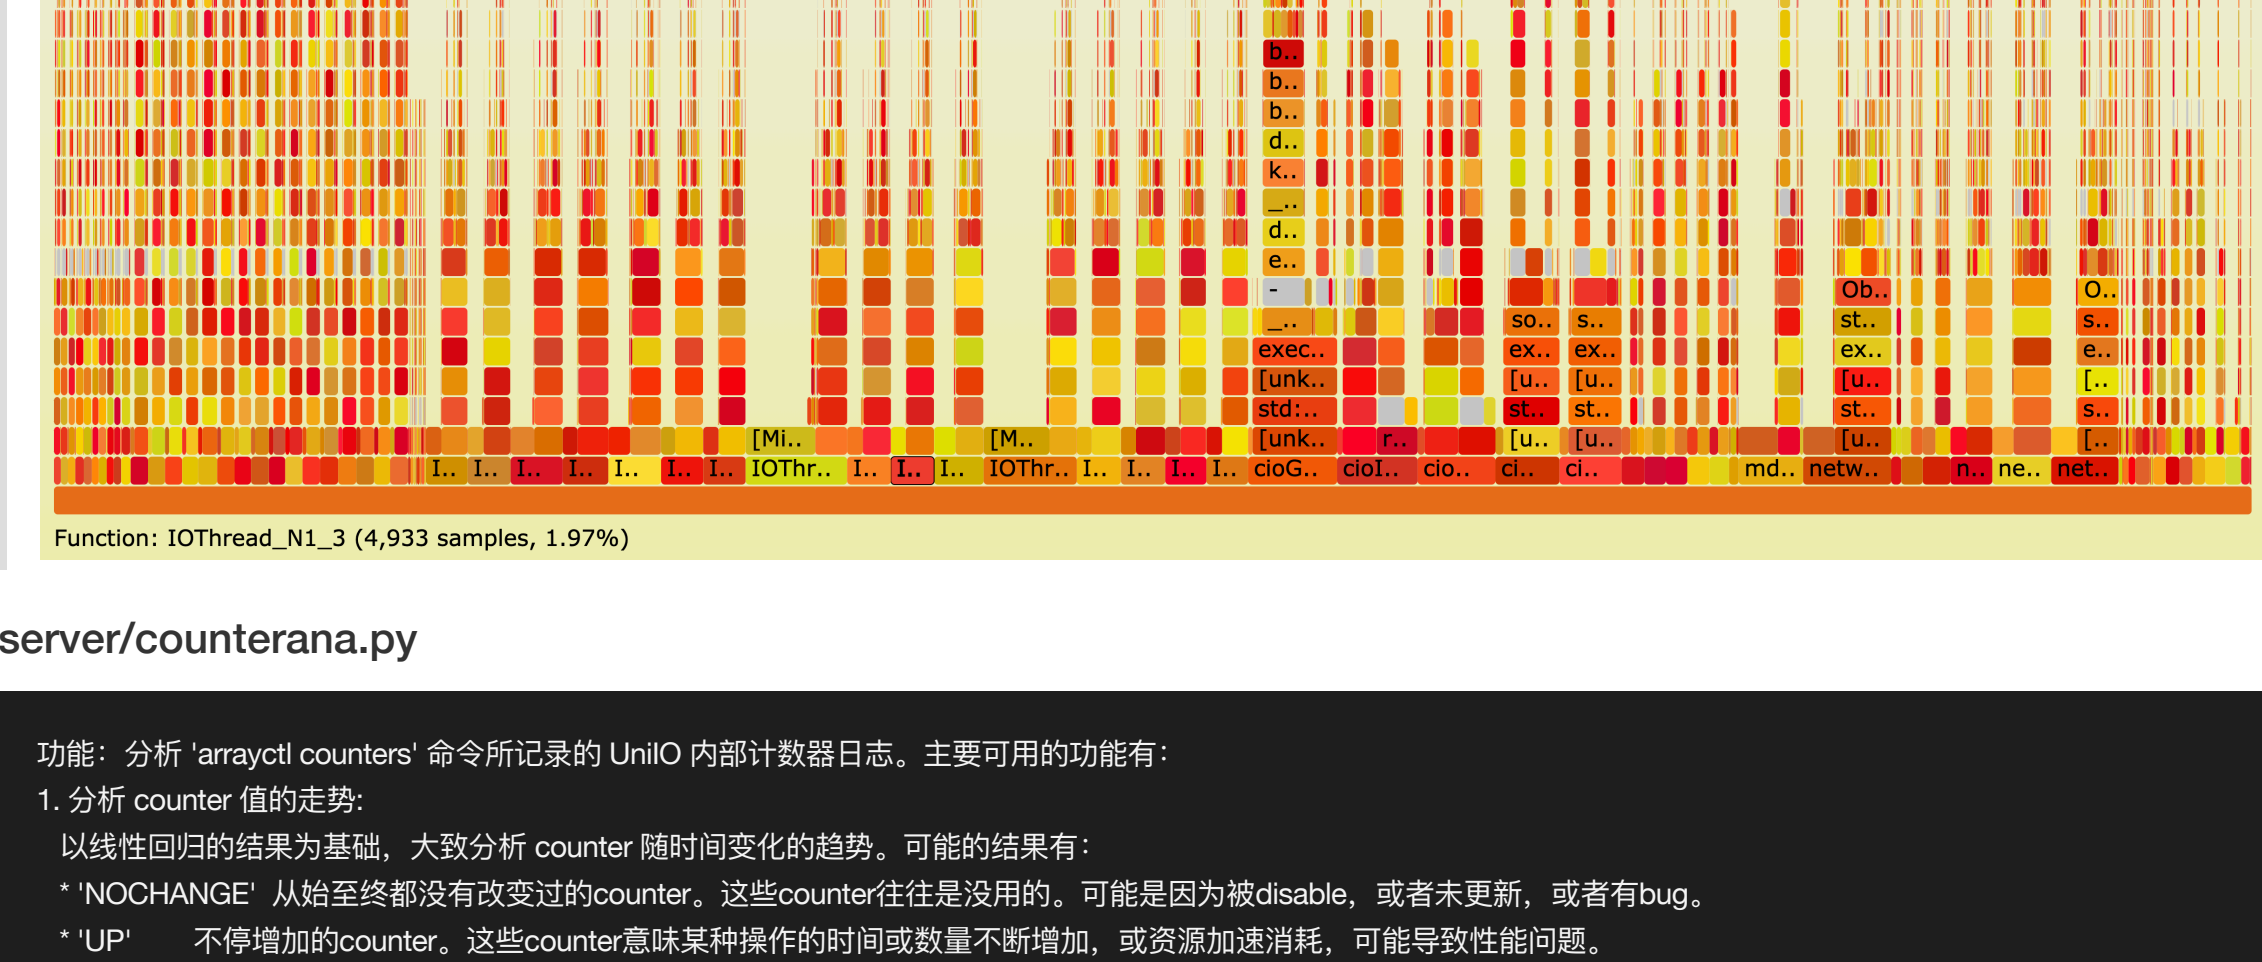 b..
b..
b..
d..
k..
_..
d..
e..
- Ob.. O..
_.. so.. s.. st.. s..
exec.. ex.. ex.. ex.. e..
[unk.. [u.. [u.. [u.. [..
std:.. st.. st.. st.. s..
[Mi.. [M.. [unk.. r.. [u.. [u.. [u.. [..
I.. I.. I.. I.. I.. I.. I.. IOThr.. I.. I.. I.. IOThr.. I.. I.. I.. I.. cioG.. cioI.. cio.. ci.. ci.. md.. netw.. n.. ne.. net..
Function: IOThread_N1_3 (4,933 samples, 1.97%)
server/counterana.py
功能：分析 'arrayctl counters' 命令所记录的 UniIO 内部计数器日志。主要可用的功能有：
1. 分析 counter 值的走势:
以线性回归的结果为基础，大致分析 counter 随时间变化的趋势。可能的结果有：
* 'NOCHANGE' 从始至终都没有改变过的counter。这些counter往往是没用的。可能是因为被disable，或者未更新，或者有bug。
* 'UP' 不停增加的counter。这些counter意味某种操作的时间或数量不断增加，或资源加速消耗，可能导致性能问题。